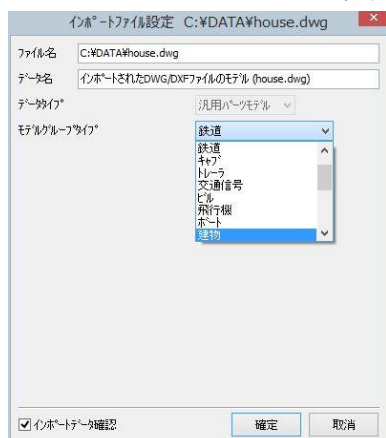 インポートファイル設定 C:¥DATA¥house.dwg
ファイル名 C:¥DATA¥house.dwg
データ名 インポートされたDWG/DXFファイルのモデル (house.dwg)
データタイプ 汎用パーツモデル
モデルグループタイプ 鉄道
鉄道
キャブ
トレーラ
交通信号
ビル
飛行機
ボート
建物
インポートデータ確認 確定 取消